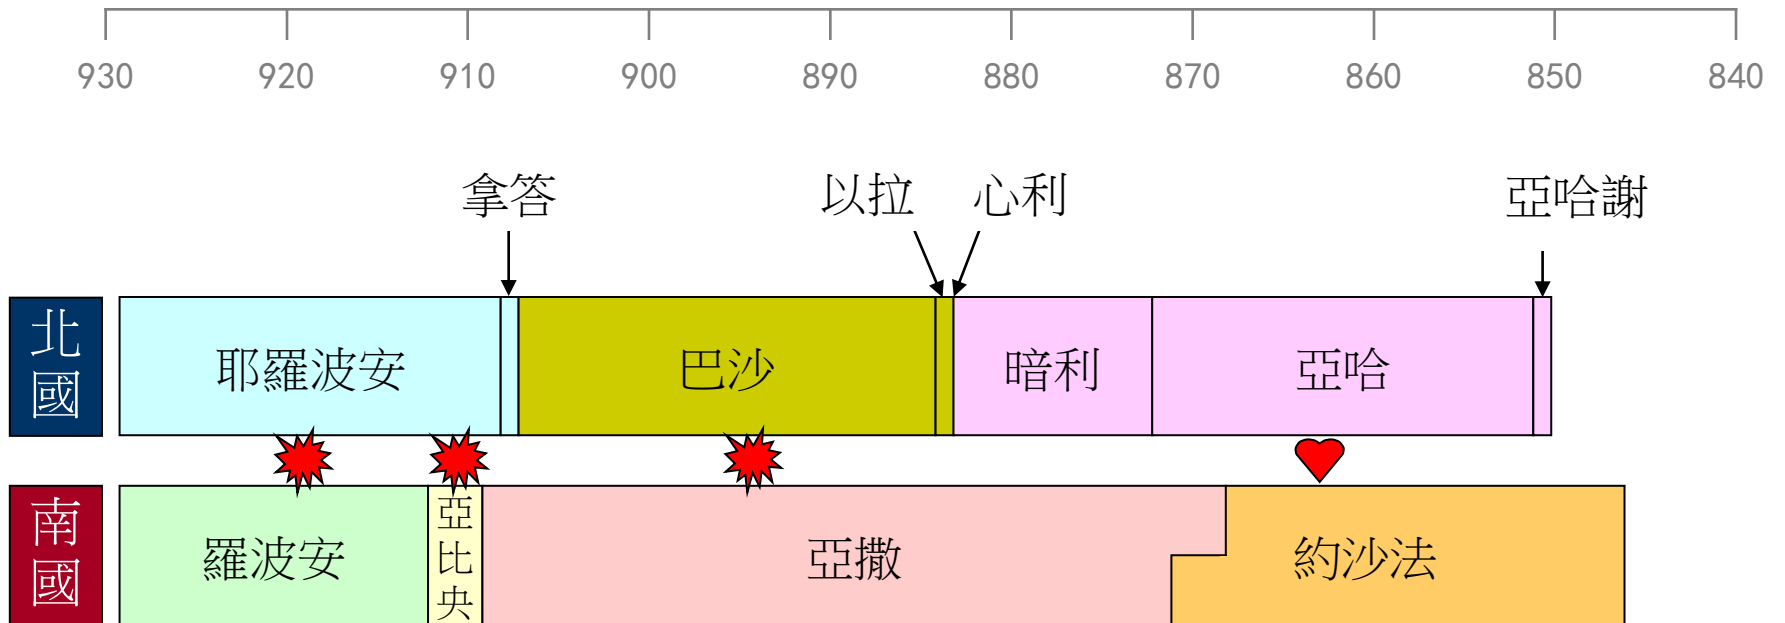 930 920 910 900 890 880 870 860 850 840
拿答 以拉 心利 亞哈謝
北國 耶羅波安 巴沙 暗利 亞哈
南國 羅波安 亞比央 亞撒 約沙法